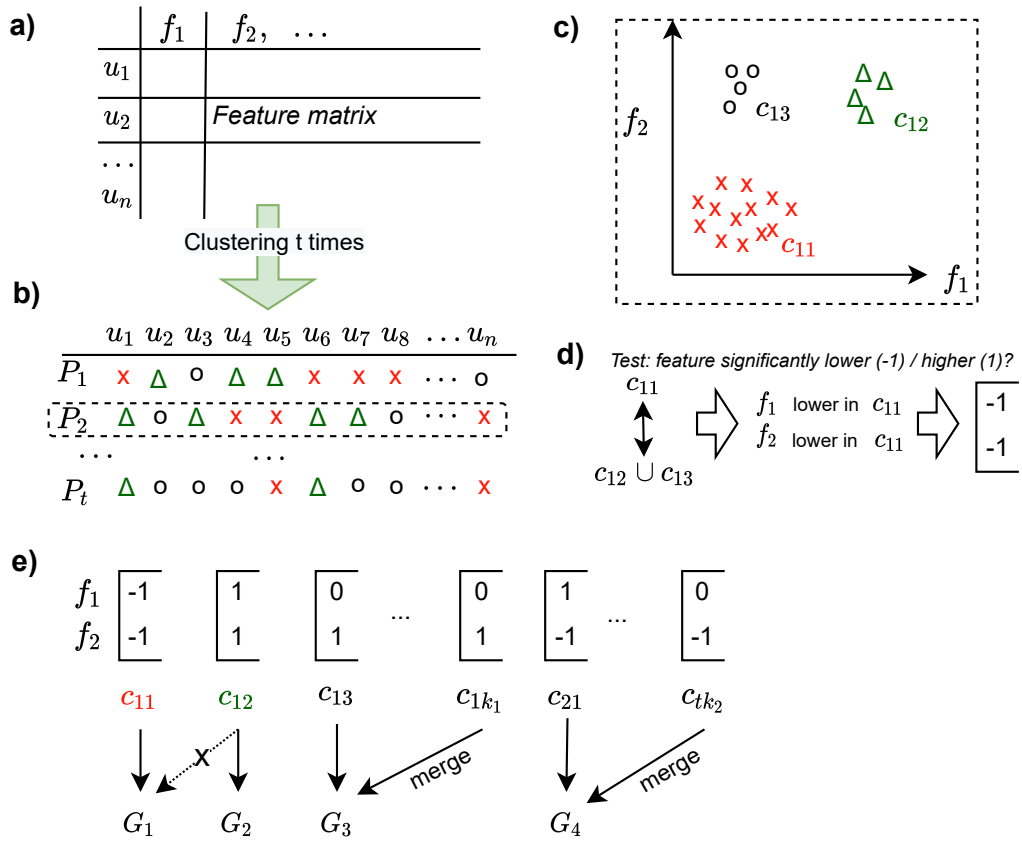 a)
f₁ f₂, ...
u₁
u₂ Feature matrix
...
uₙ
Clustering t times
b)
u₁ u₂ u₃ u₄ u₅ u₆ u₇ u₈ ... uₙ
P₁ x Δ o Δ Δ x x x ... o
P₂ Δ o Δ x x Δ Δ o ... x
... ...
Pₜ Δ o o o x Δ o o ... x
c)
f₂
c₁₃
c₁₂
c₁₁
f₁
d)
Test: feature significantly lower (-1) / higher (1)?
c₁₁
c₁₂ ∪ c₁₃
f₁ lower in c₁₁
f₂ lower in c₁₁
-1
-1
e)
f₁ -1 1 0 ... 0 1 ... 0
f₂ -1 1 1 1 -1 -1
c₁₁ c₁₂ c₁₃ c₁ₖ₁ c₂₁ cₜₖ₂
x merge merge
G₁ G₂ G₃ G₄